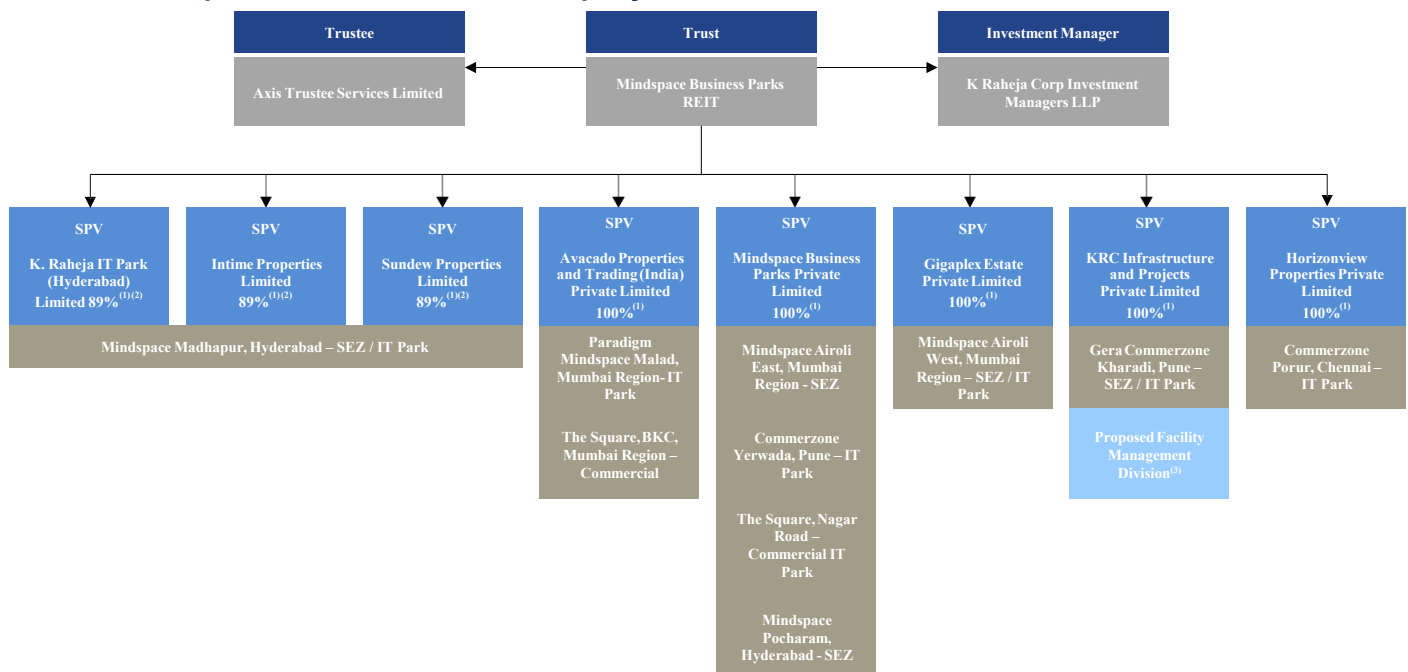 Trustee
Trust
Investment Manager
Axis Trustee Services Limited
Mindspace Business Parks
REIT
K Raheja Corp Investment
Managers LLP
SPV
K. Raheja IT Park
(Hyderabad)
Limited 89%(1)(2)
SPV
Intime Properties
Limited
89%(1)(2)
SPV
Sundew Properties
Limited
89%(1)(2)
Mindspace Madhapur, Hyderabad – SEZ / IT Park
SPV
Avacado Properties
and Trading (India)
Private Limited
100%(1)
Paradigm
Mindspace Malad,
Mumbai Region- IT
Park
The Square, BKC,
Mumbai Region –
Commercial
SPV
Mindspace Business
Parks Private
Limited
100%(1)
Mindspace Airoli
East, Mumbai
Region - SEZ
Commerzone
Yerwada, Pune – IT
Park
The Square, Nagar
Road –
Commercial IT
Park
Mindspace
Pocharam,
Hyderabad - SEZ
SPV
Gigaplex Estate
Private Limited
100%(1)
Mindspace Airoli
West, Mumbai
Region – SEZ / IT
Park
SPV
KRC Infrastructure
and Projects
Private Limited
100%(1)
Gera Commerzone
Kharadi, Pune –
SEZ / IT Park
Proposed Facility
Management
Division(3)
SPV
Horizonview
Properties Private
Limited
100%(1)
Commerzone
Porur, Chennai –
IT Park